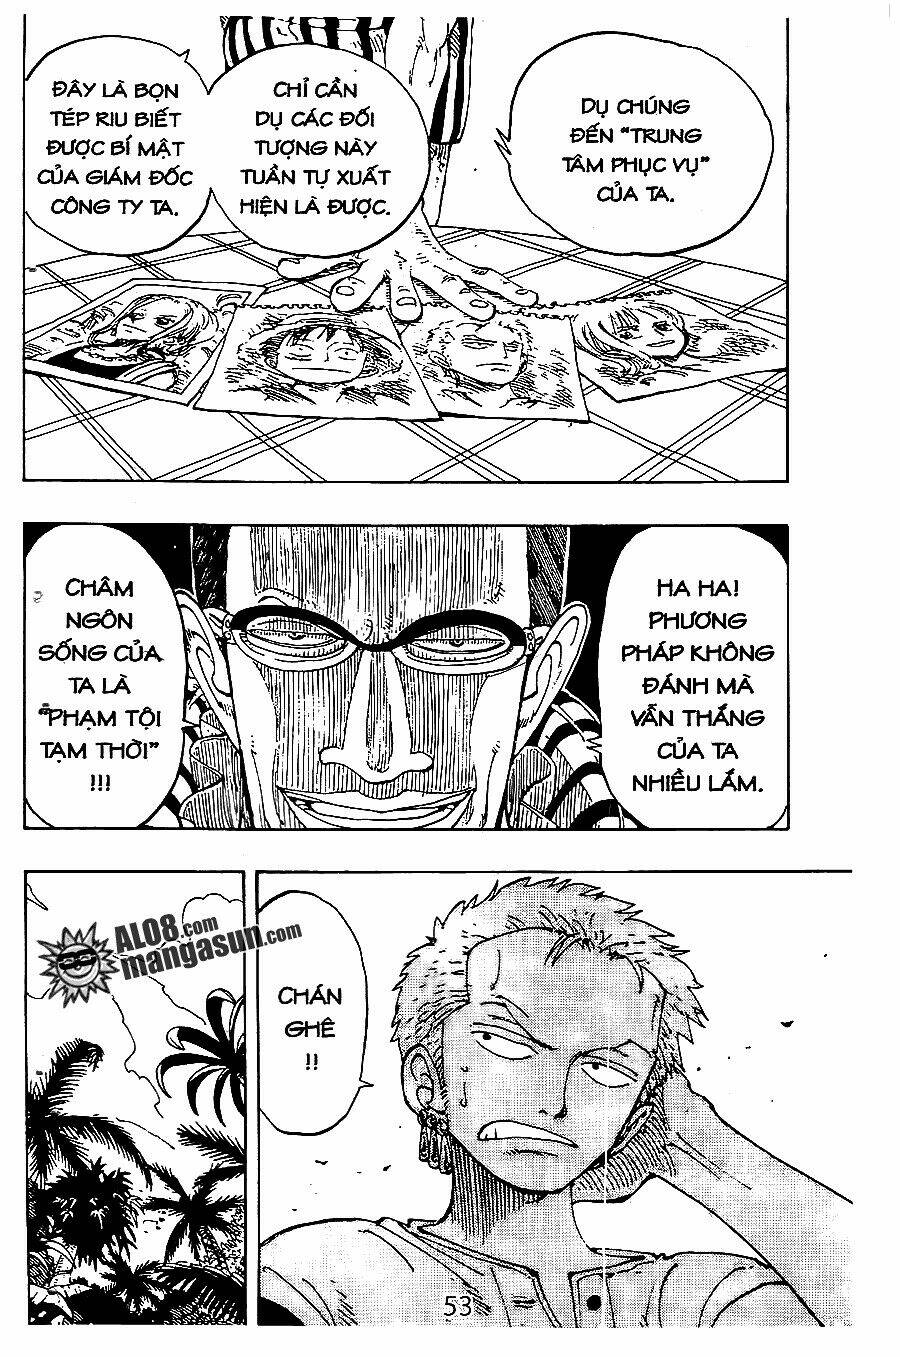 ĐÂY LÀ BỌN
TÉP RIU BIẾT
ĐƯỢC BÍ MẬT
CỦA GIÁM ĐỐC
CÔNG TY TA.
CHỈ CẦN
DỤ CÁC ĐỐI
TƯỢNG NÀY
TUẦN TỰ XUẤT
HIỆN LÀ ĐƯỢC.
DỤ CHÚNG
ĐẾN "TRUNG
TÂM PHỤC VỤ"
CỦA TA.
CHÂM
NGÔN
SỐNG CỦA
TA LÀ
"PHẠM TỘI
TẠM THỜI"
!!!
HA HA!
PHƯƠNG
PHÁP KHÔNG
ĐÁNH MÀ
VẪN THẮNG
CỦA TA
NHIỀU LẮM.
AL08.com
mangasun.com
CHÁN
GHÊ
!!
53